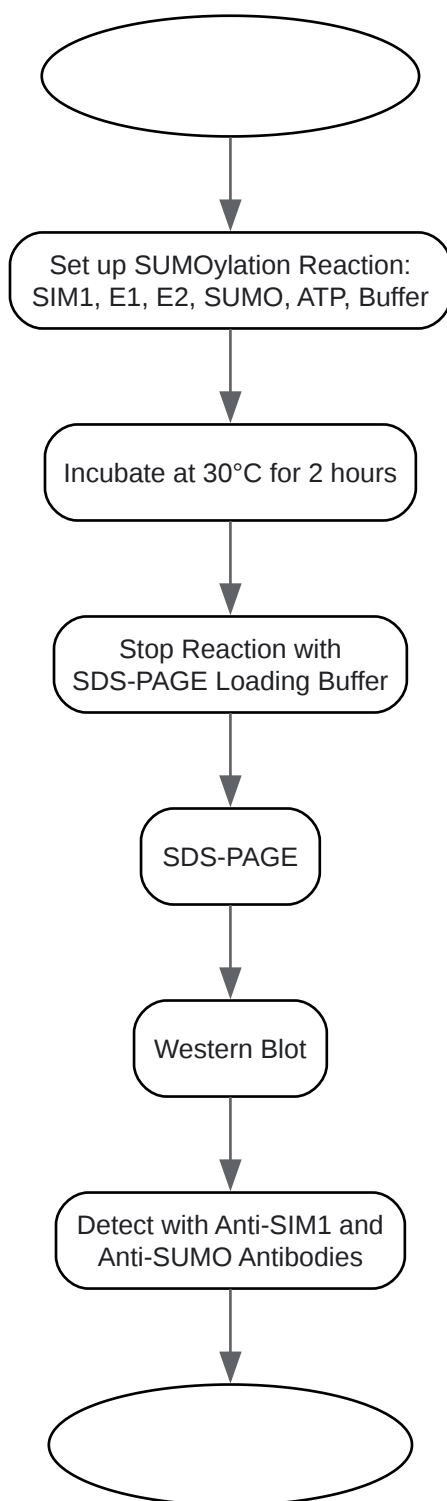 Set up SUMOylation Reaction:
SIM1, E1, E2, SUMO, ATP, Buffer
Incubate at 30°C for 2 hours
Stop Reaction with
SDS-PAGE Loading Buffer
SDS-PAGE
Western Blot
Detect with Anti-SIM1 and
Anti-SUMO Antibodies